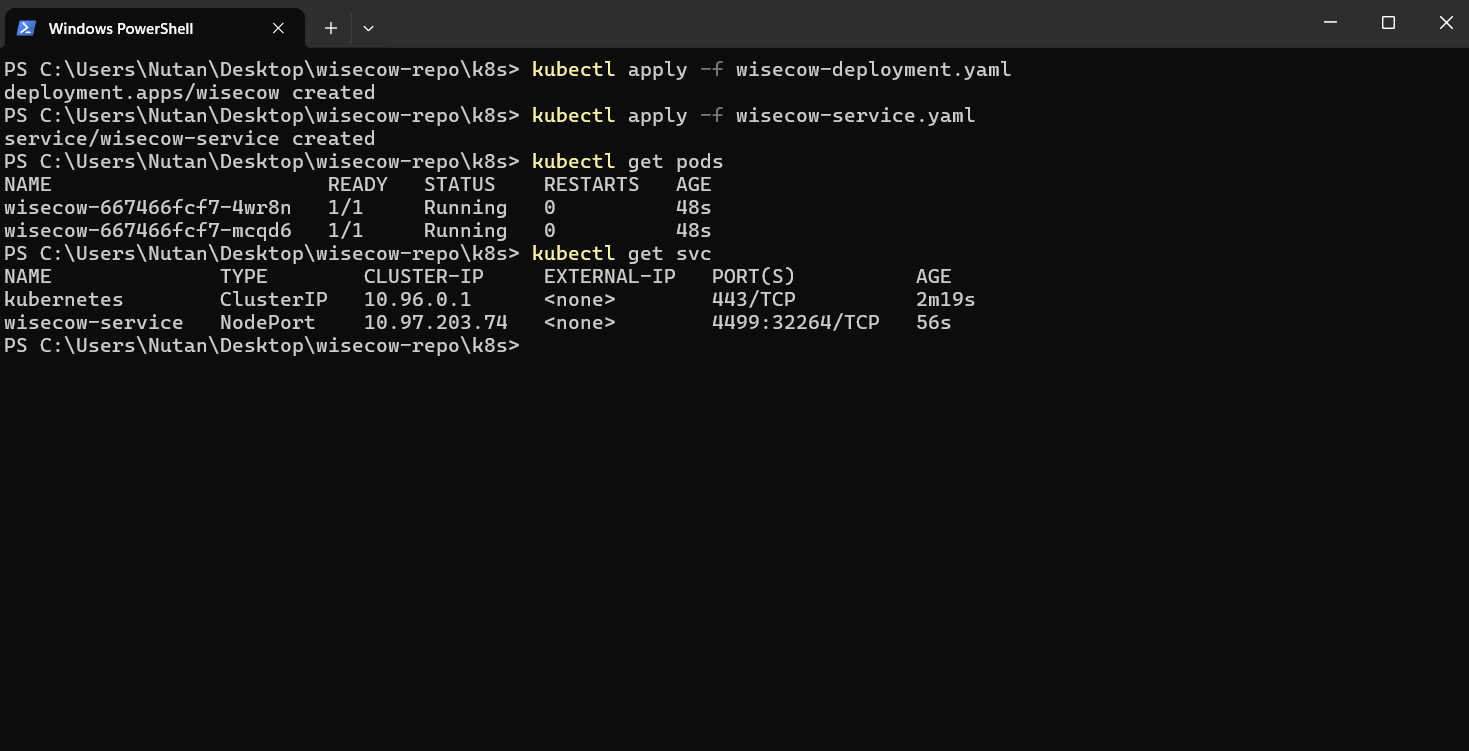 Windows PowerShell
PS C:\Users\Nutan\Desktop\wisecow-repo\k8s> kubectl apply -f wisecow-deployment.yaml
deployment.apps/wisecow created
PS C:\Users\Nutan\Desktop\wisecow-repo\k8s> kubectl apply -f wisecow-service.yaml
service/wisecow-service created
PS C:\Users\Nutan\Desktop\wisecow-repo\k8s> kubectl get pods
NAME                       READY   STATUS    RESTARTS   AGE
wisecow-667466fcf7-4wr8n   1/1     Running   0          48s
wisecow-667466fcf7-mcqd6   1/1     Running   0          48s
PS C:\Users\Nutan\Desktop\wisecow-repo\k8s> kubectl get svc
NAME              TYPE        CLUSTER-IP     EXTERNAL-IP   PORT(S)          AGE
kubernetes        ClusterIP   10.96.0.1      <none>        443/TCP          2m19s
wisecow-service   NodePort    10.97.203.74   <none>        4499:32264/TCP   56s
PS C:\Users\Nutan\Desktop\wisecow-repo\k8s>